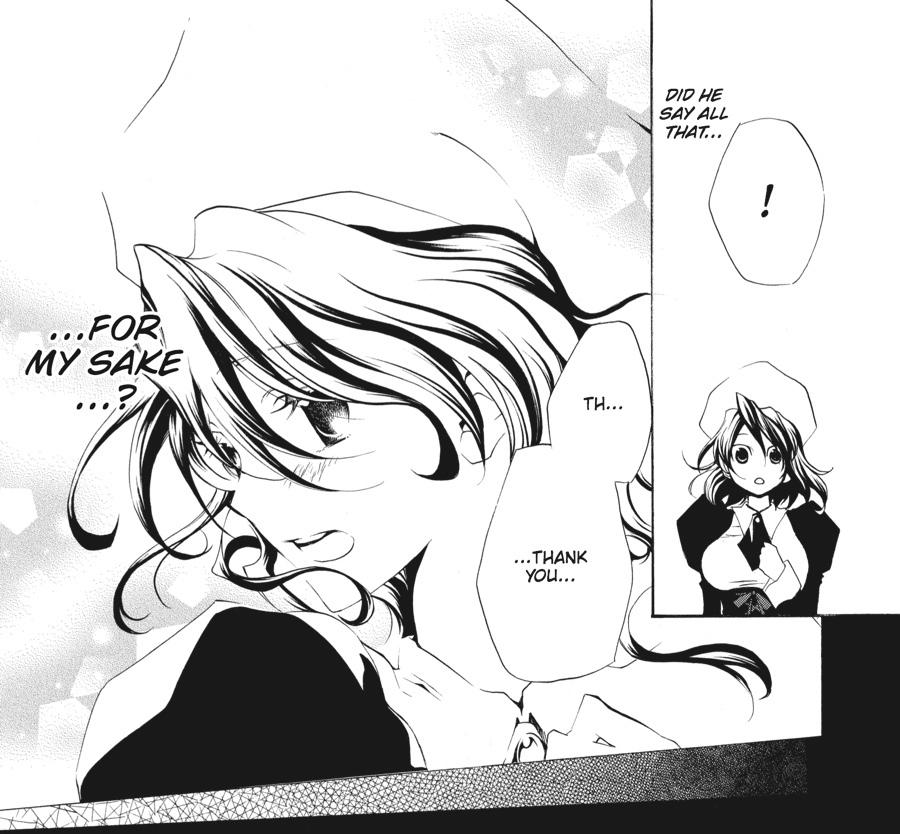 DID HE
SAY ALL
THAT...
!
...FOR
MY SAKE
...?
TH...
...THANK
YOU...